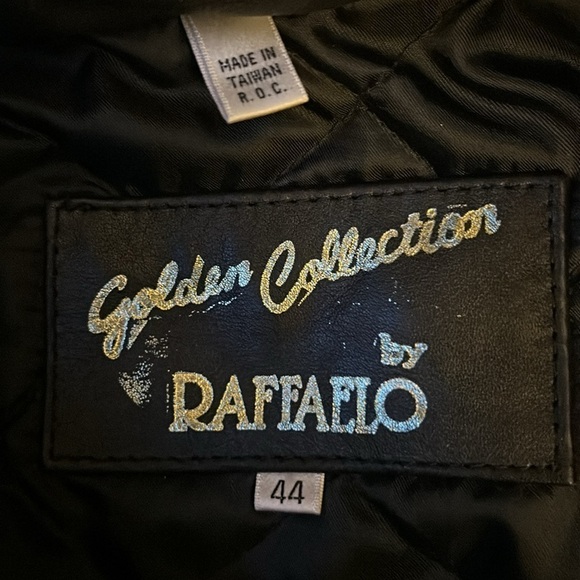 MADE IN
TAIWAN
R.O.C.
Golden Collection
by
RAFFAELO
44